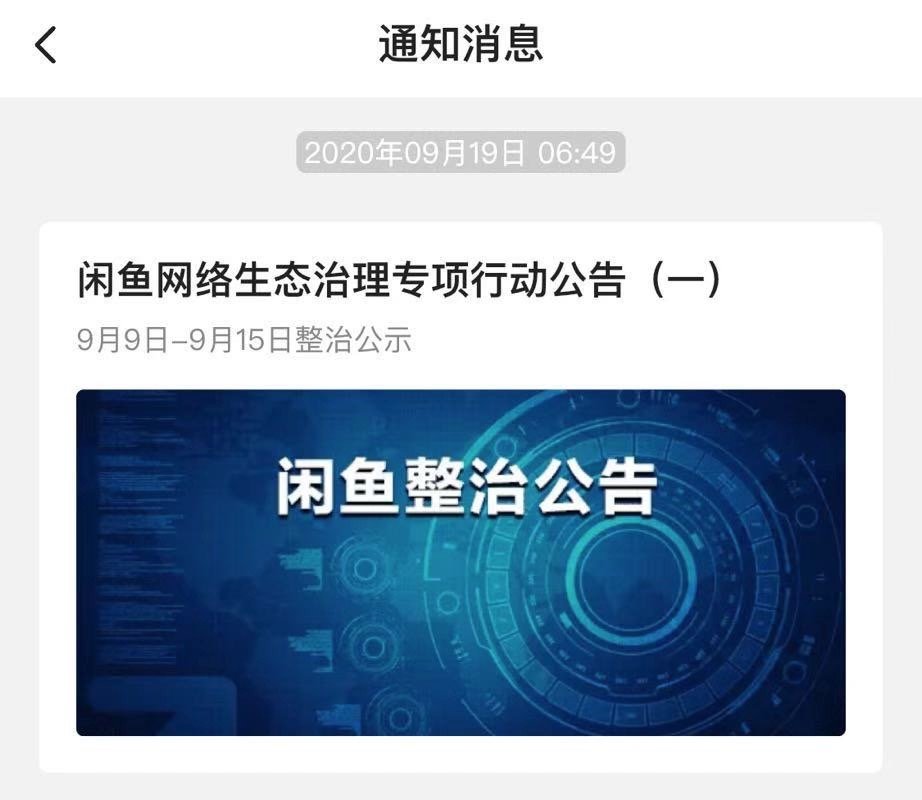 通知消息
2020年09月19日 06:49
闲鱼网络生态治理专项行动公告（一）
9月9日–9月15日整治公示
闲鱼整治公告